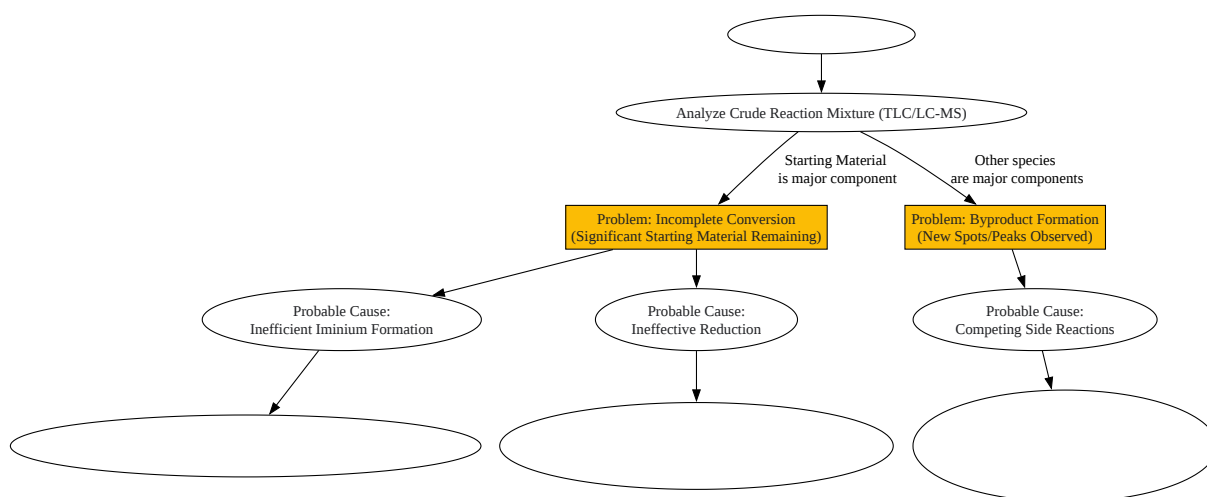 Analyze Crude Reaction Mixture (TLC/LC-MS)
Starting Material
is major component
Other species
are major components
Problem: Incomplete Conversion
(Significant Starting Material Remaining)
Problem: Byproduct Formation
(New Spots/Peaks Observed)
Probable Cause:
Inefficient Iminium Formation
Probable Cause:
Ineffective Reduction
Probable Cause:
Competing Side Reactions